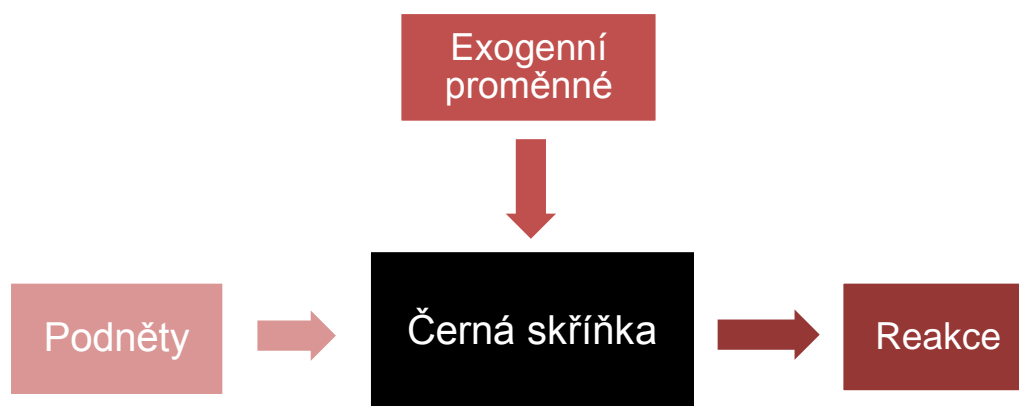 Exogenní
proměnné
Podněty
Černá skříňka
Reakce